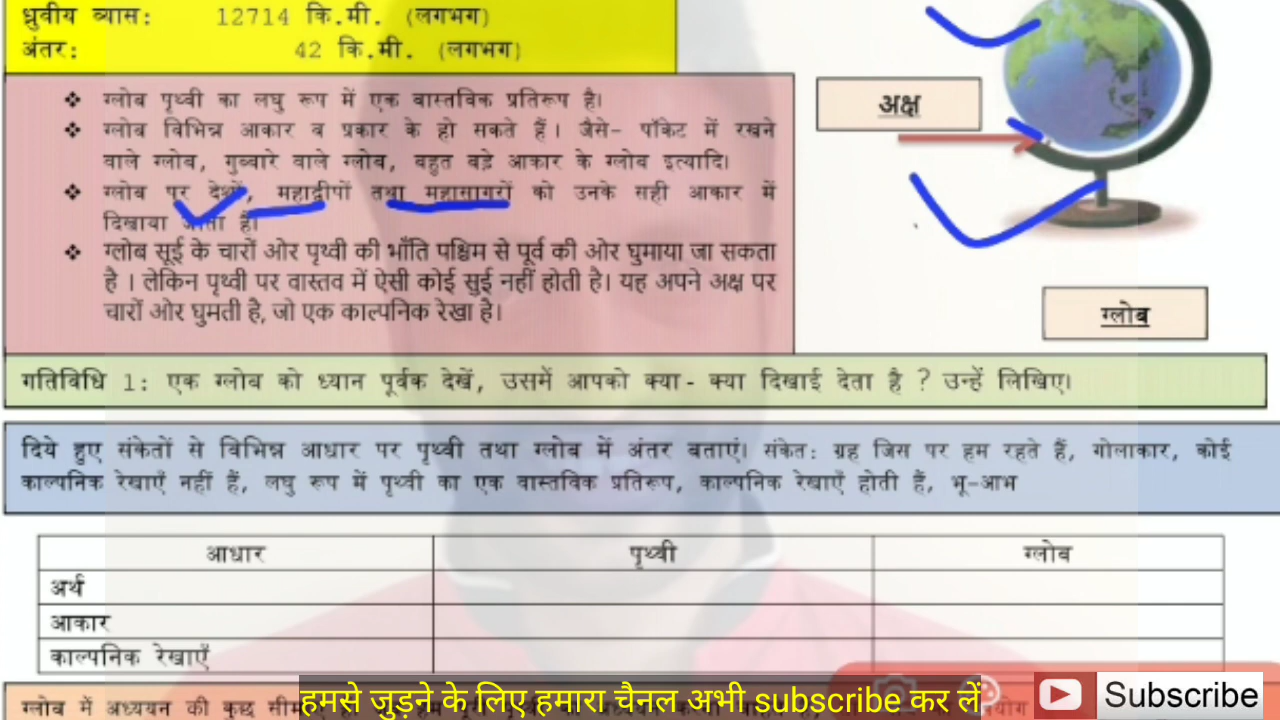 ध्रुवीय व्यास: 12714 कि.मी. (लगभग)
अंतर: 42 कि.मी. (लगभग)
❖ ग्लोब पृथ्वी का लघु रूप में एक वास्तविक प्रतिरूप है।
❖ ग्लोब विभिन्न आकार व प्रकार के हो सकते हैं। जैसे- पॉकेट में रखने
वाले ग्लोब, गुब्बारे वाले ग्लोब, बहुत बड़े आकार के ग्लोब इत्यादि।
❖ ग्लोब पर देशों, महाद्वीपों तथा महासागरों को उनके सही आकार में
दिखाया जाता है।
❖ ग्लोब सूई के चारों ओर पृथ्वी की भाँति पश्चिम से पूर्व की ओर घुमाया जा सकता
है । लेकिन पृथ्वी पर वास्तव में ऐसी कोई सुई नहीं होती है। यह अपने अक्ष पर
चारों ओर घुमती है, जो एक काल्पनिक रेखा है।
अक्ष
ग्लोब
गतिविधि 1: एक ग्लोब को ध्यान पूर्वक देखें, उसमें आपको क्या- क्या दिखाई देता है ? उन्हें लिखिए।
दिये हुए संकेतों से विभिन्न आधार पर पृथ्वी तथा ग्लोब में अंतर बताएं। संकेत: ग्रह जिस पर हम रहते हैं, गोलाकार, कोई
काल्पनिक रेखाएँ नहीं हैं, लघु रूप में पृथ्वी का एक वास्तविक प्रतिरूप, काल्पनिक रेखाएँ होती हैं, भू-आभ
आधार पृथ्वी ग्लोब
अर्थ
आकार
काल्पनिक रेखाएँ
ग्लोब में अध्ययन की कुछ
हमसे जुड़ने के लिए हमारा चैनल अभी subscribe कर लें
Subscribe